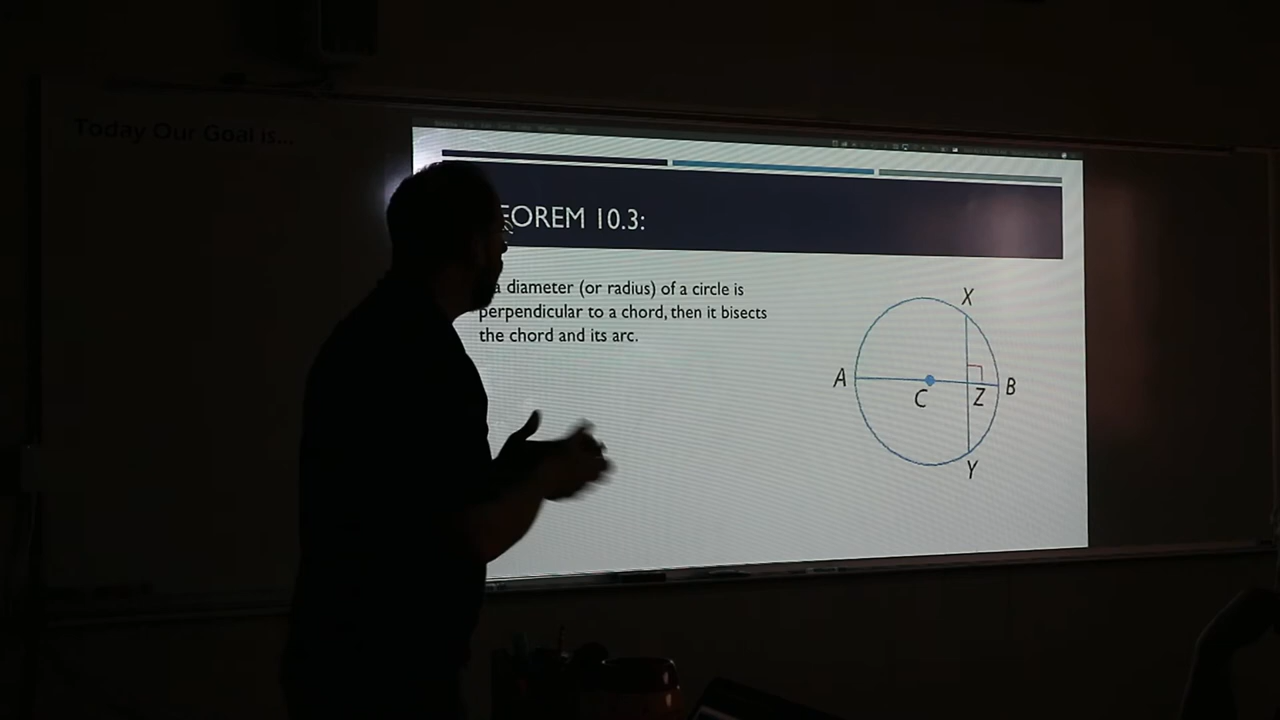 Today Our Goal is...
EOREM 10.3:
a diameter (or radius) of a circle is
perpendicular to a chord, then it bisects
the chord and its arc.
X
A
C
Z
B
Y